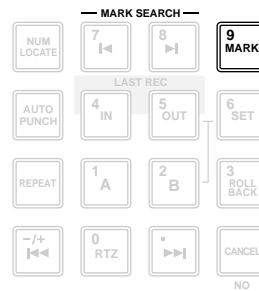 MARK SEARCH
NUM LOCATE
7
8
9 MARK
LAST REC
AUTO PUNCH
4 IN
5 OUT
6 SET
REPEAT
1 A
2 B
3 ROLL BACK
−/+
0 RTZ
.
CANCEL
NO